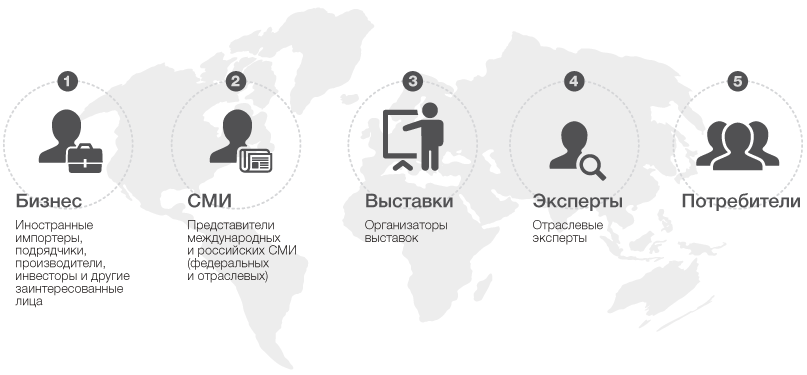 1
2
3
4
5
Бизнес
Иностранные
импортеры,
подрядчики,
производители,
инвесторы и другие
заинтересованные
лица
СМИ
Представители
международных
и российских СМИ
(федеральных
и отраслевых)
Выставки
Организаторы
выставок
Эксперты
Отраслевые
эксперты
Потребители